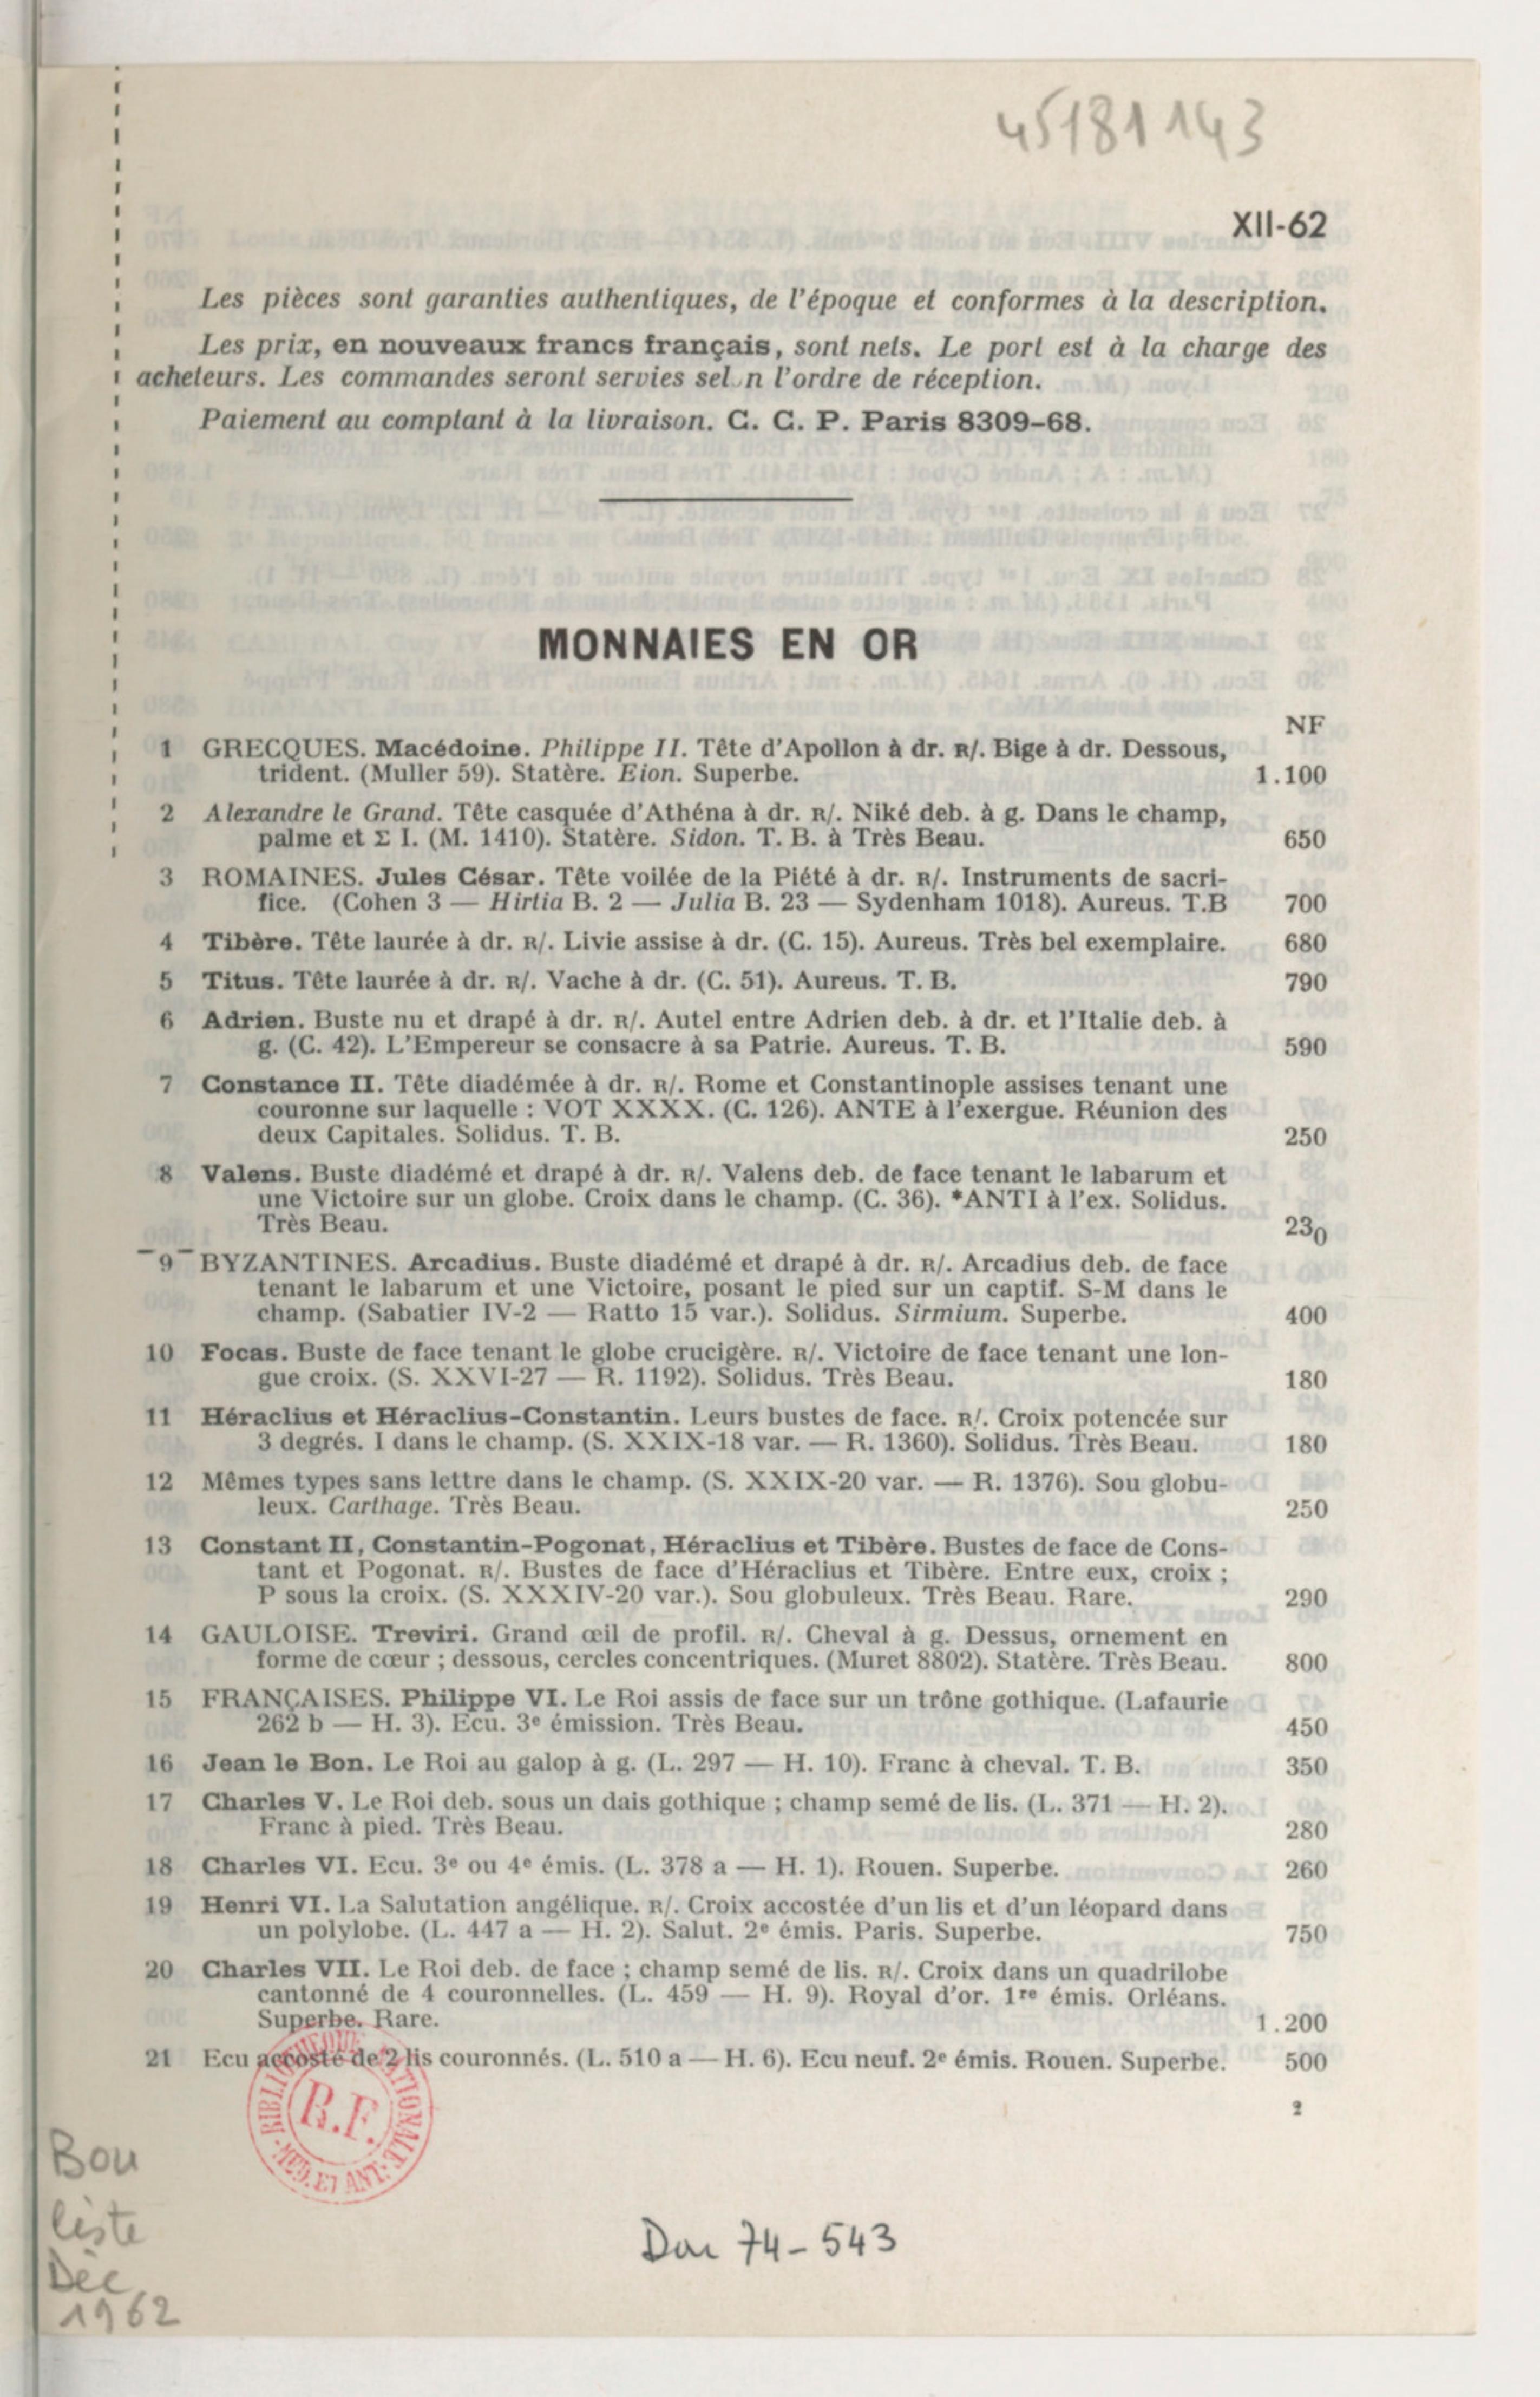 45181143
XII-62
Les pièces sont garanties authentiques, de l'époque et conformes à la description.
Les prix, en nouveaux francs français, sont nets. Le port est à la charge des
acheteurs. Les commandes seront servies sel n l'ordre de réception.
Paiement au comptant à la livraison. C. C. P. Paris 8309-68.
MONNAIES EN OR
NF
1 GRECQUES. Macédoine. Philippe II. Tête d'Apollon à dr. R/. Bige à dr. Dessous,
trident. (Muller 59). Statère. Eion. Superbe. 1.100
2 Alexandre le Grand. Tête casquée d'Athéna à dr. R/. Niké deb. à g. Dans le champ,
palme et Σ I. (M. 1410). Statère. Sidon. T. B. à Très Beau. 650
3 ROMAINES. Jules César. Tête voilée de la Piété à dr. R/. Instruments de sacri-
fice. (Cohen 3 — Hirtia B. 2 — Julia B. 23 — Sydenham 1018). Aureus. T.B 700
4 Tibère. Tête laurée à dr. R/. Livie assise à dr. (C. 15). Aureus. Très bel exemplaire. 680
5 Titus. Tête laurée à dr. R/. Vache à dr. (C. 51). Aureus. T. B. 790
6 Adrien. Buste nu et drapé à dr. R/. Autel entre Adrien deb. à dr. et l'Italie deb. à
g. (C. 42). L'Empereur se consacre à sa Patrie. Aureus. T. B. 590
7 Constance II. Tête diadémée à dr. R/. Rome et Constantinople assises tenant une
couronne sur laquelle : VOT XXXX. (C. 126). ANTE à l'exergue. Réunion des
deux Capitales. Solidus. T. B. 250
8 Valens. Buste diadémé et drapé à dr. R/. Valens deb. de face tenant le labarum et
une Victoire sur un globe. Croix dans le champ. (C. 36). *ANTI à l'ex. Solidus.
Très Beau. 230
9 BYZANTINES. Arcadius. Buste diadémé et drapé à dr. R/. Arcadius deb. de face
tenant le labarum et une Victoire, posant le pied sur un captif. S-M dans le
champ. (Sabatier IV-2 — Ratto 15 var.). Solidus. Sirmium. Superbe. 400
10 Focas. Buste de face tenant le globe crucigère. R/. Victoire de face tenant une lon-
gue croix. (S. XXVI-27 — R. 1192). Solidus. Très Beau. 180
11 Héraclius et Héraclius-Constantin. Leurs bustes de face. R/. Croix potencée sur
3 degrés. I dans le champ. (S. XXIX-18 var. — R. 1360). Solidus. Très Beau. 180
12 Mêmes types sans lettre dans le champ. (S. XXIX-20 var. — R. 1376). Sou globu-
leux. Carthage. Très Beau. 250
13 Constant II, Constantin-Pogonat, Héraclius et Tibère. Bustes de face de Cons-
tant et Pogonat. R/. Bustes de face d'Héraclius et Tibère. Entre eux, croix ;
P sous la croix. (S. XXXIV-20 var.). Sou globuleux. Très Beau. Rare. 290
14 GAULOISE. Treviri. Grand œil de profil. R/. Cheval à g. Dessus, ornement en
forme de cœur ; dessous, cercles concentriques. (Muret 8802). Statère. Très Beau. 800
15 FRANÇAISES. Philippe VI. Le Roi assis de face sur un trône gothique. (Lafaurie
262 b — H. 3). Ecu. 3e émission. Très Beau. 450
16 Jean le Bon. Le Roi au galop à g. (L. 297 — H. 10). Franc à cheval. T. B. 350
17 Charles V. Le Roi deb. sous un dais gothique ; champ semé de lis. (L. 371 — H. 2).
Franc à pied. Très Beau. 280
18 Charles VI. Ecu. 3e ou 4e émis. (L. 378 a — H. 1). Rouen. Superbe. 260
19 Henri VI. La Salutation angélique. R/. Croix accostée d'un lis et d'un léopard dans
un polylobe. (L. 447 a — H. 2). Salut. 2e émis. Paris. Superbe. 750
20 Charles VII. Le Roi deb. de face ; champ semé de lis. R/. Croix dans un quadrilobe
cantonné de 4 couronnelles. (L. 459 — H. 9). Royal d'or. 1re émis. Orléans.
Superbe. Rare. 1.200
21 Ecu accosté de 2 lis couronnés. (L. 510 a — H. 6). Ecu neuf. 2e émis. Rouen. Superbe. 500
2
BIBLIOTHEQUE NATIONALE
R.F.
MED. ET ANT.
Bou
liste
Déc
1962
Don 74-543